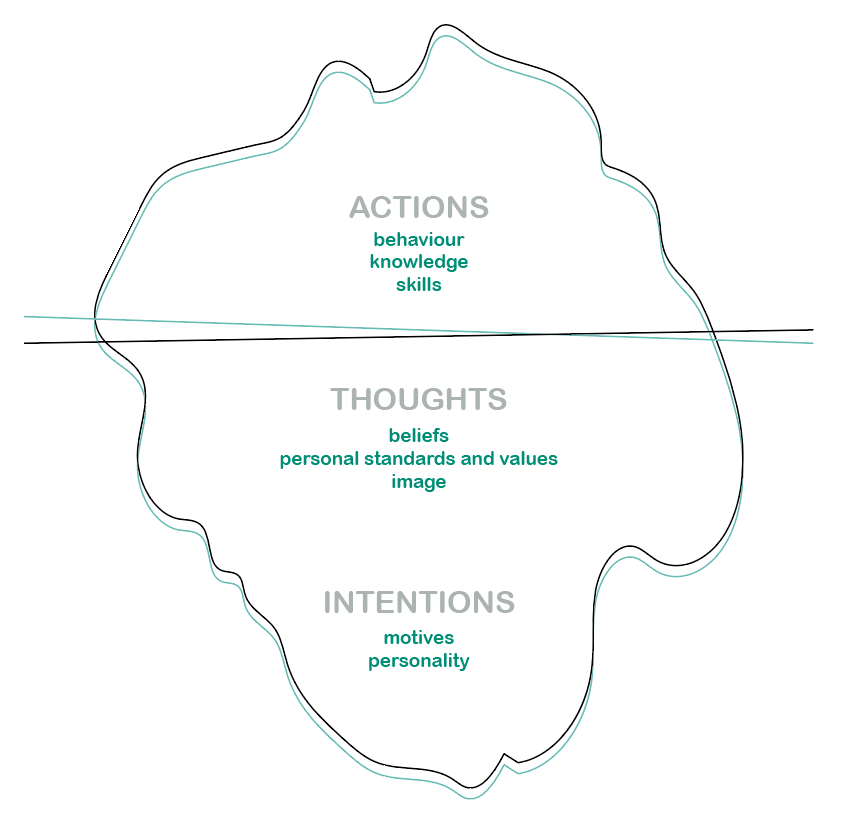 ACTIONS
behaviour
knowledge
skills
THOUGHTS
beliefs
personal standards and values
image
INTENTIONS
motives
personality